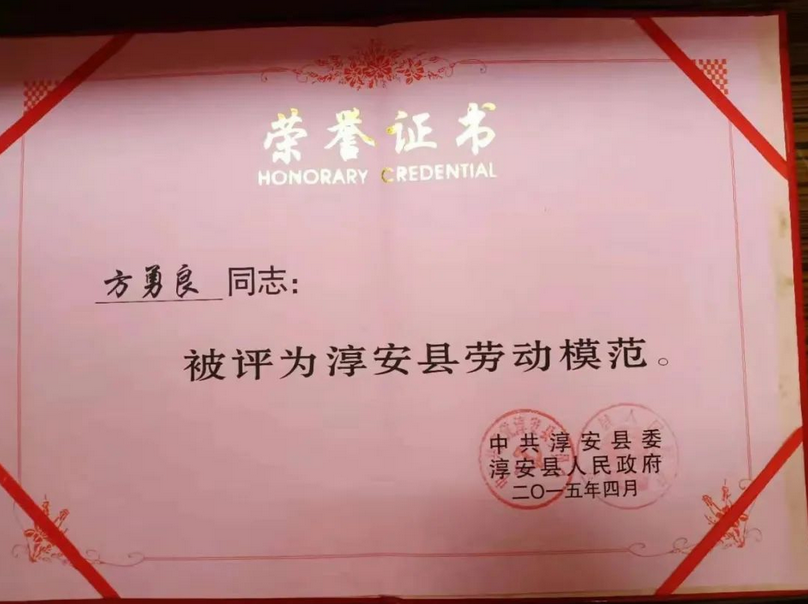 荣誉证书
HONORARY CREDENTIAL
方勇良 同志：
被评为淳安县劳动模范。
中共淳安县委
淳安县人民政府
二〇一五年四月